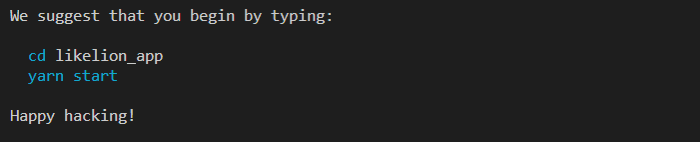 We suggest that you begin by typing:
cd likelion_app
yarn start
Happy hacking!